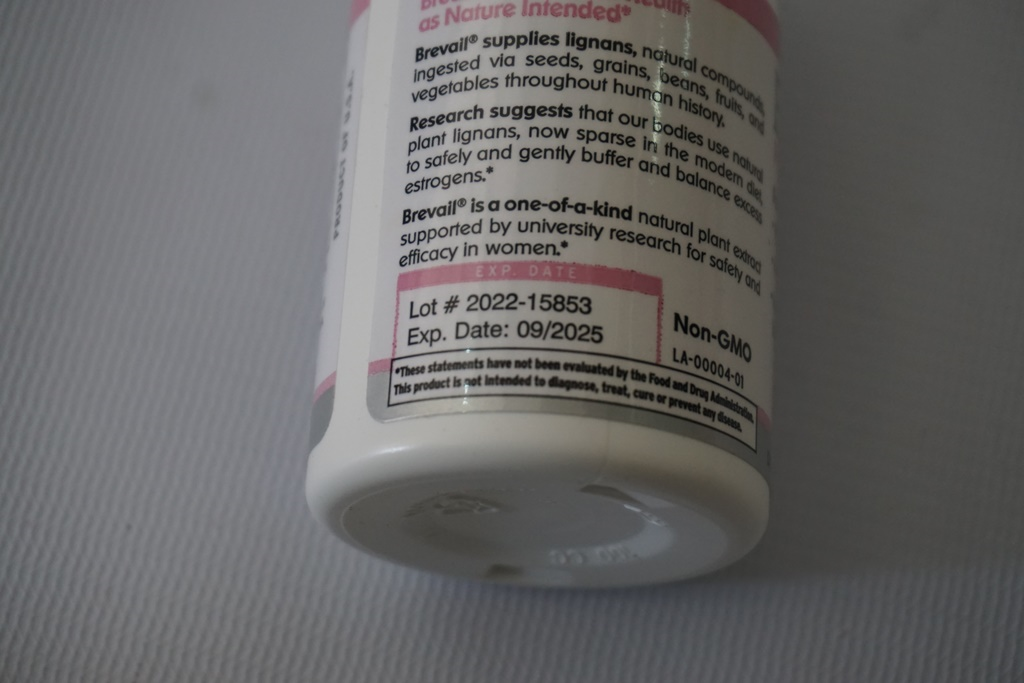 as Nature Intended*
Brevail® supplies lignans, natural compounds
ingested via seeds, grains, beans, fruits, and
vegetables throughout human history.
Research suggests that our bodies use natural
plant lignans, now sparse in the modern diet,
to safely and gently buffer and balance excess
estrogens.*
Brevail® is a one-of-a-kind natural plant extract
supported by university research for safety and
efficacy in women.*
EXP. DATE
Lot # 2022-15853
Exp. Date: 09/2025
Non-GMO
LA-00004-01
*These statements have not been evaluated by the Food and Drug Administration.
This product is not intended to diagnose, treat, cure or prevent any disease.
PRODUCT OF U.S.A.